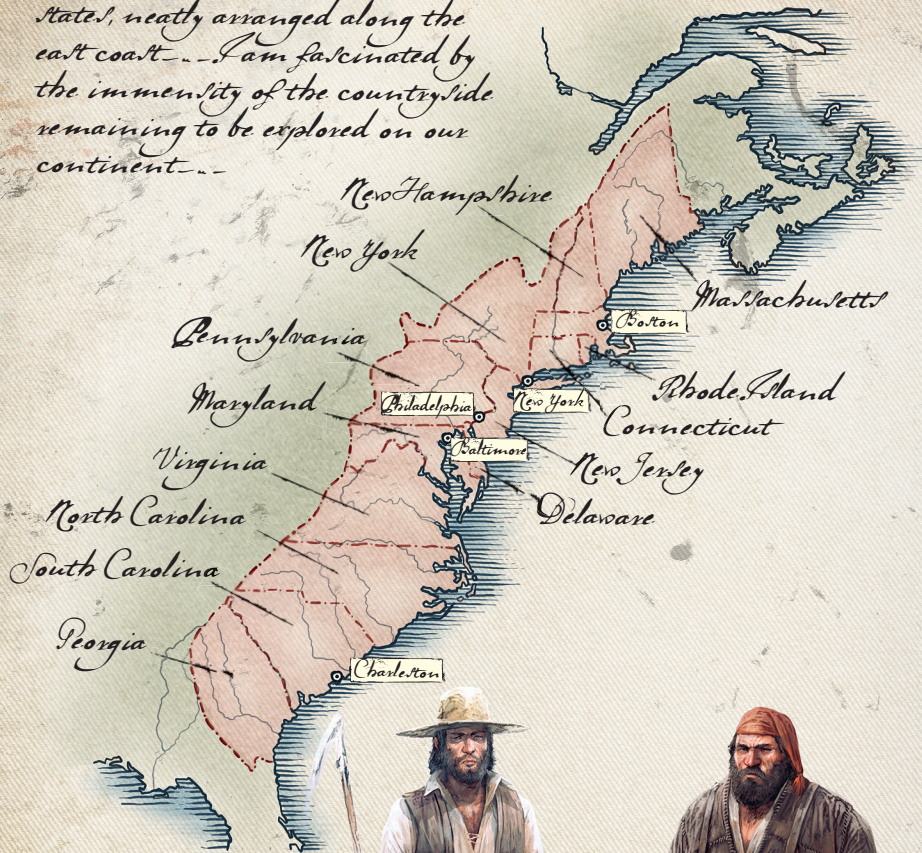 states, neatly arranged along the
east coast... I am fascinated by
the immensity of the countryside
remaining to be explored on our
continent...
New Hampshire
New York
Massachusetts
Boston
Pennsylvania
Rhode Island
Maryland
Philadelphia
New York
Connecticut
Baltimore
Virginia
New Jersey
North Carolina
Delaware
South Carolina
Georgia
Charleston